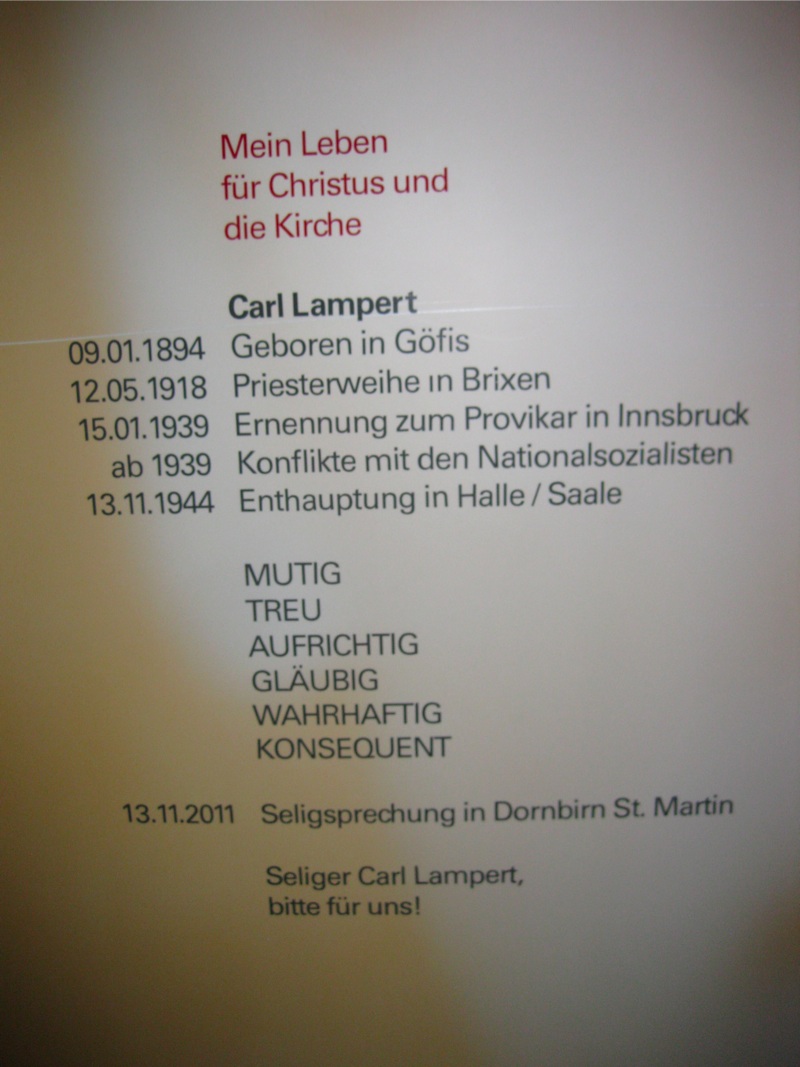 Mein Leben
für Christus und
die Kirche
Carl Lampert
09.01.1894 Geboren in Göfis
12.05.1918 Priesterweihe in Brixen
15.01.1939 Ernennung zum Provikar in Innsbruck
ab 1939 Konflikte mit den Nationalsozialisten
13.11.1944 Enthauptung in Halle / Saale
MUTIG
TREU
AUFRICHTIG
GLÄUBIG
WAHRHAFTIG
KONSEQUENT
13.11.2011 Seligsprechung in Dornbirn St. Martin
Seliger Carl Lampert,
bitte für uns!